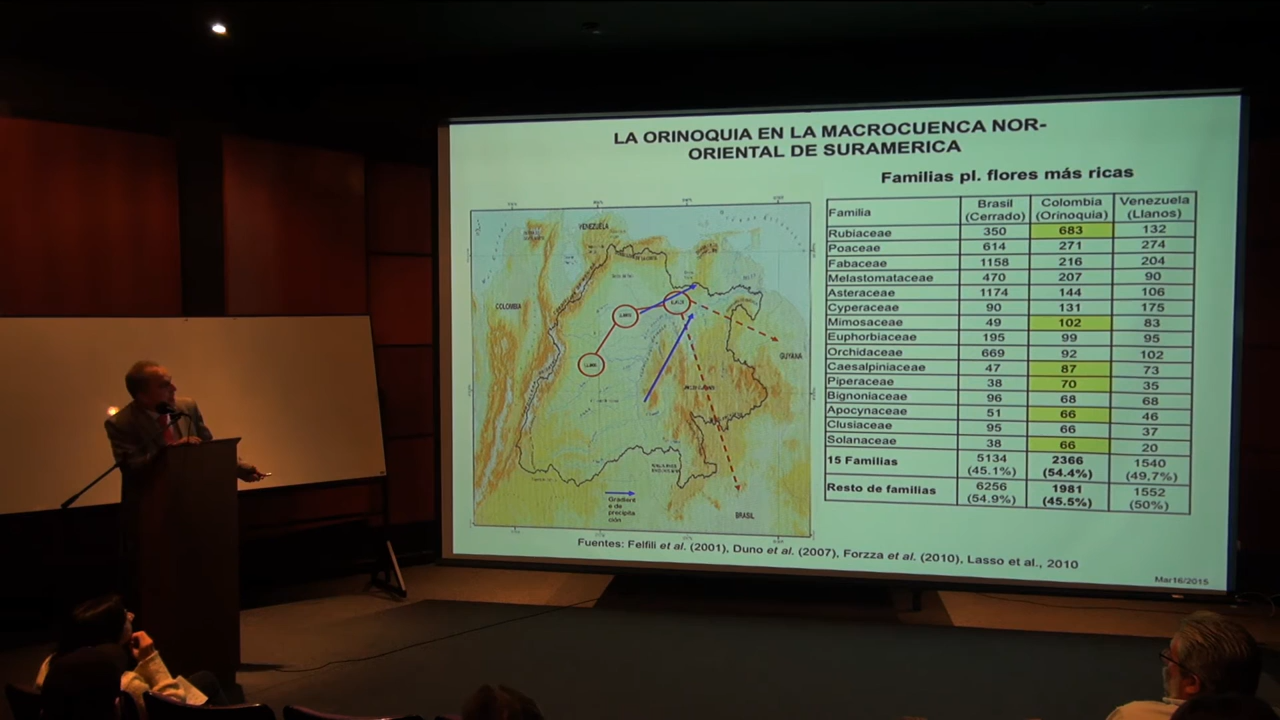 LA ORINOQUIA EN LA MACROCUENCA NOR-
ORIENTAL DE SURAMERICA
Familias pl. flores más ricas
Familia Brasil (Cerrado) Colombia (Orinoquia) Venezuela (Llanos)
Rubiaceae 350 683 132
Poaceae 614 271 274
Fabaceae 1158 216 204
Melastomataceae 470 207 90
Asteraceae 1174 144 106
Cyperaceae 90 131 175
Mimosaceae 49 102 83
Euphorbiaceae 195 99 95
Orchidaceae 669 92 102
Caesalpiniaceae 47 87 73
Piperaceae 38 70 35
Bignoniaceae 96 68 68
Apocynaceae 51 66 46
Clusiaceae 95 66 37
Solanaceae 38 66 20
15 Familias 5134 (45.1%) 2366 (54.4%) 1540 (49,7%)
Resto de familias 6256 (54.9%) 1981 (45.5%) 1552 (50%)
VENEZUELA
COLOMBIA
GUYANA
BRASIL
Gradient
e de
precipita
ción
Fuentes: Felfili et al. (2001), Duno et al. (2007), Forzza et al. (2010), Lasso et al., 2010
Mar16/2015